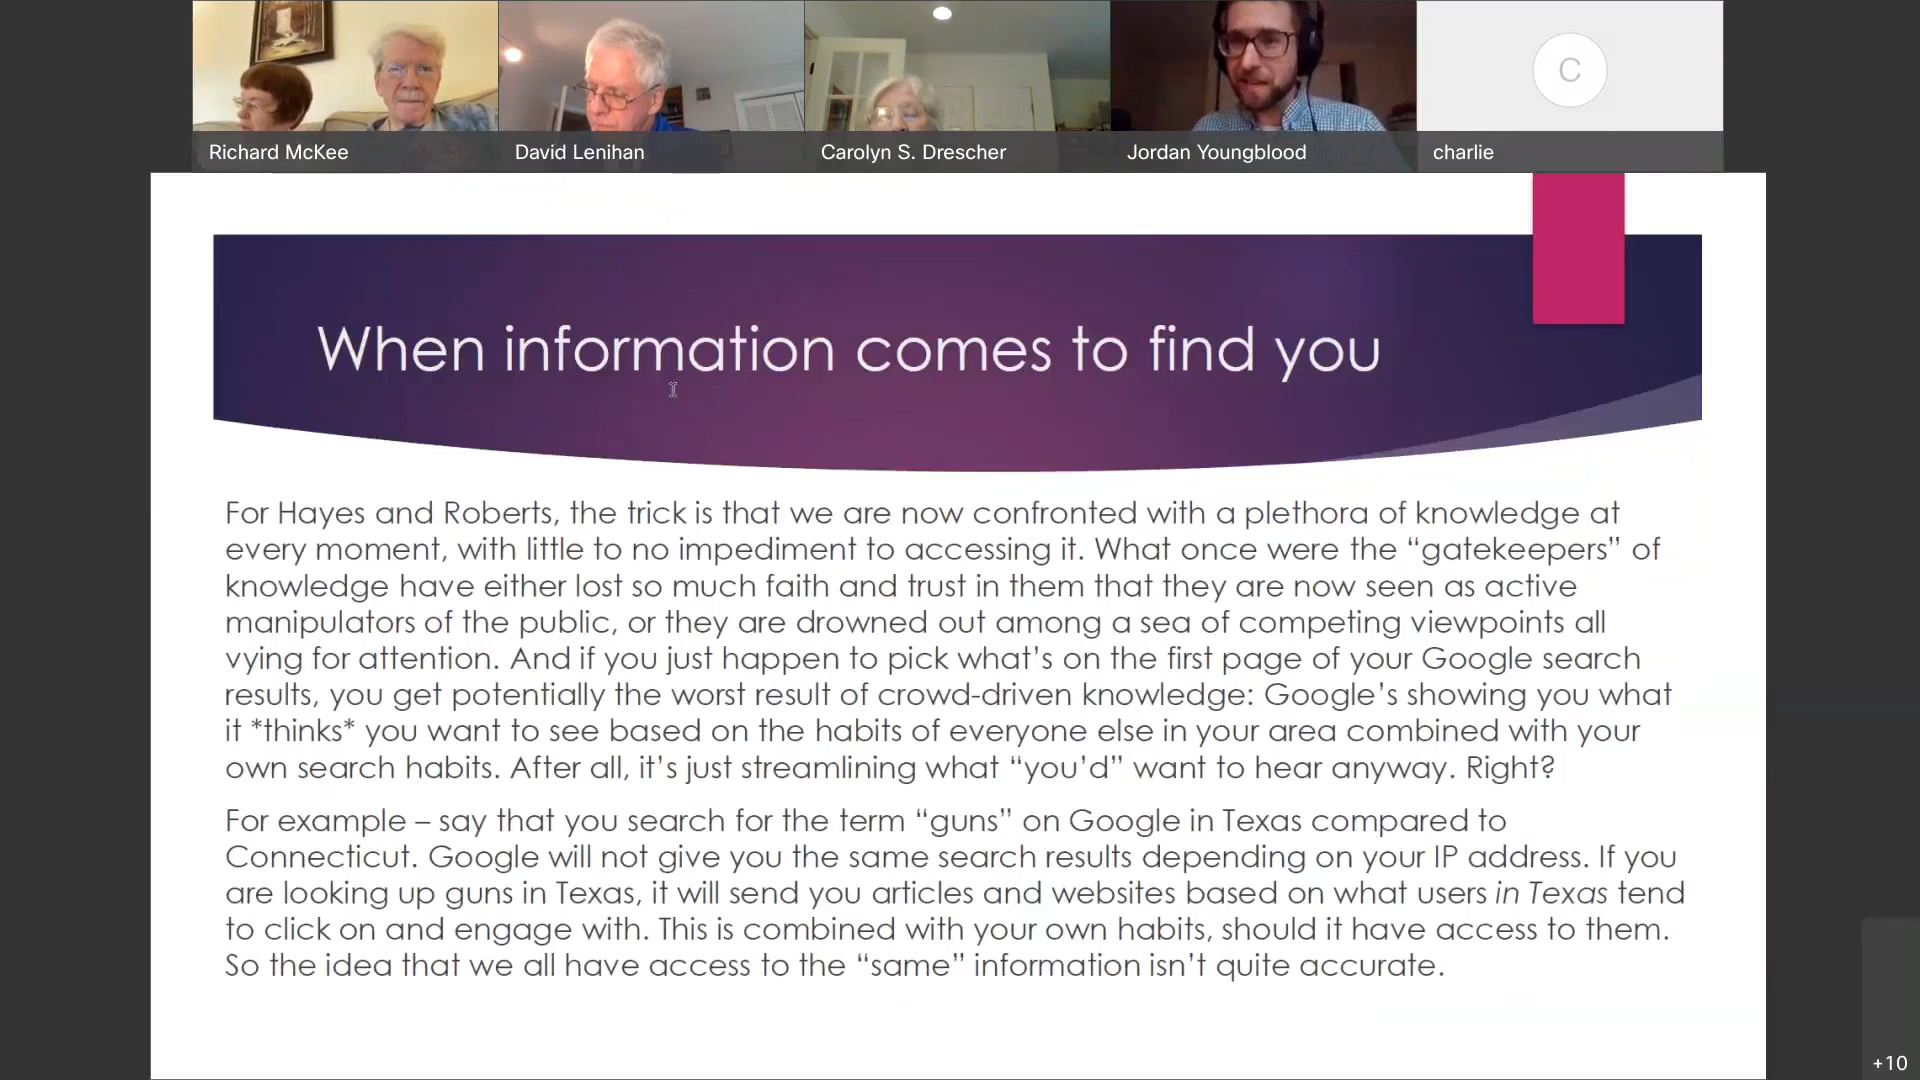 Richard McKee
David Lenihan
Carolyn S. Drescher
Jordan Youngblood
C
charlie
When information comes to find you
For Hayes and Roberts, the trick is that we are now confronted with a plethora of knowledge at
every moment, with little to no impediment to accessing it. What once were the “gatekeepers” of
knowledge have either lost so much faith and trust in them that they are now seen as active
manipulators of the public, or they are drowned out among a sea of competing viewpoints all
vying for attention. And if you just happen to pick what’s on the first page of your Google search
results, you get potentially the worst result of crowd-driven knowledge: Google’s showing you what
it *thinks* you want to see based on the habits of everyone else in your area combined with your
own search habits. After all, it’s just streamlining what “you’d” want to hear anyway. Right?
For example – say that you search for the term “guns” on Google in Texas compared to
Connecticut. Google will not give you the same search results depending on your IP address. If you
are looking up guns in Texas, it will send you articles and websites based on what users in Texas tend
to click on and engage with. This is combined with your own habits, should it have access to them.
So the idea that we all have access to the “same” information isn’t quite accurate.
+10